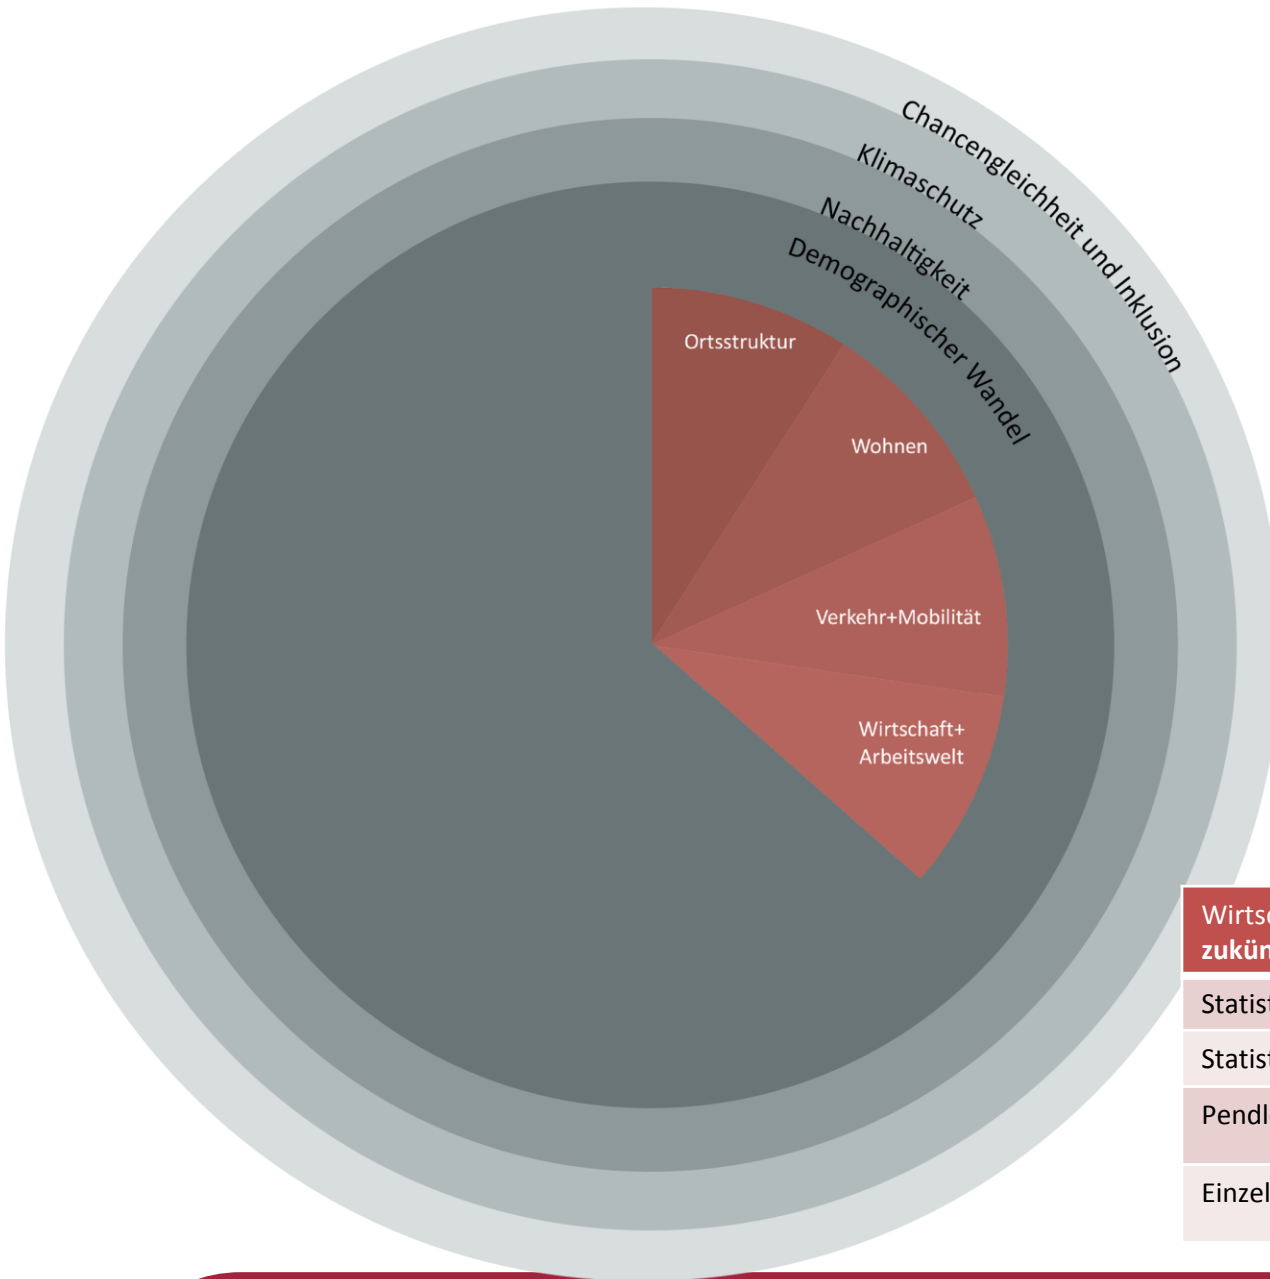 Chancengleichheit und Inklusion
Klimaschutz
Nachhaltigkeit
Demographischer Wandel
Ortsstruktur
Wohnen
Verkehr+Mobilität
Wirtschaft+
Arbeitswelt